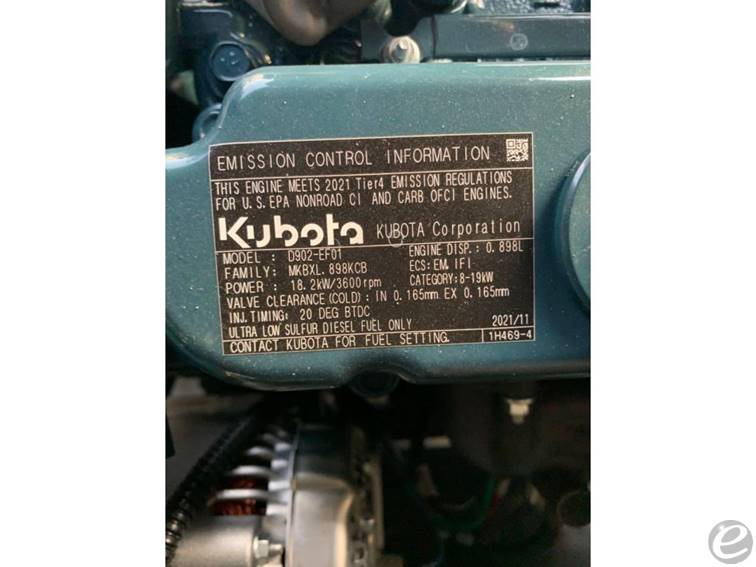 EMISSION CONTROL INFORMATION
THIS ENGINE MEETS 2021 Tier4 EMISSION REGULATIONS
FOR U.S. EPA NONROAD CI AND CARB OFCI ENGINES.
Kubota KUBOTA Corporation
MODEL : D902-EF01 ENGINE DISP.: 0.898L
FAMILY: MKBXL.898KCB ECS: EM, IFI
POWER : 18.2kW/3600rpm CATEGORY: 8-19kW
VALVE CLEARANCE (COLD): IN 0.165mm EX 0.165mm
INJ. TIMING: 20 DEG BTDC
ULTRA LOW SULFUR DIESEL FUEL ONLY 2021/11
CONTACT KUBOTA FOR FUEL SETTING. 1H469-4
e